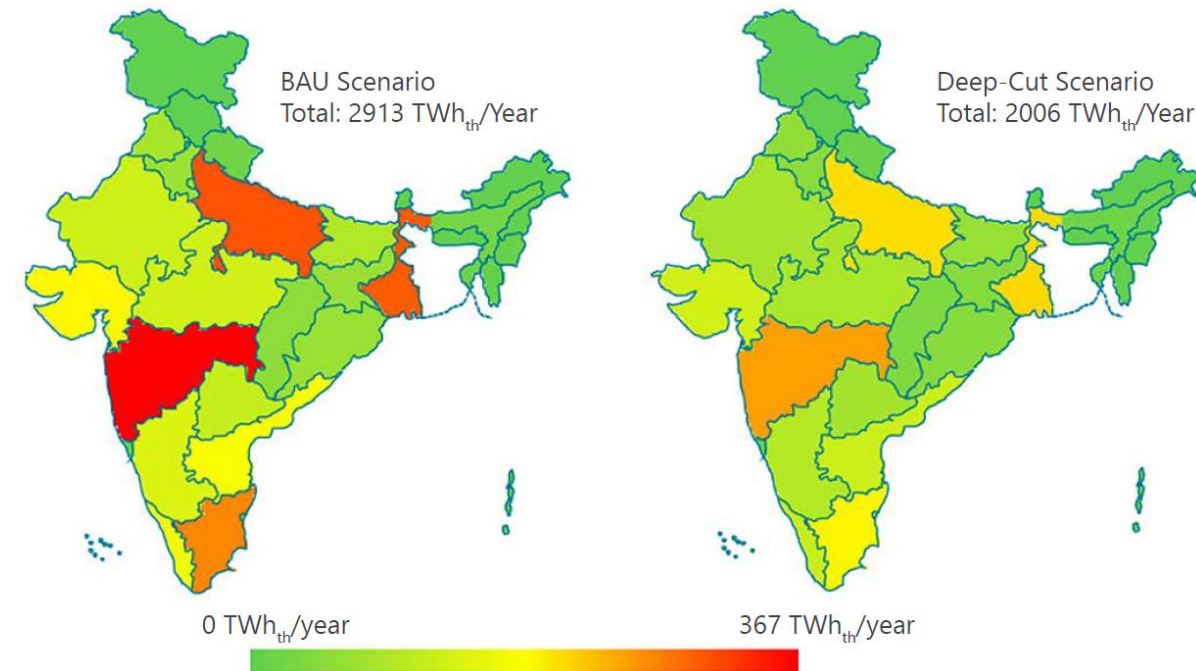 BAU Scenario
Total: 2913 TWhth/Year
Deep-Cut Scenario
Total: 2006 TWhth/Year
0 TWhth/year
367 TWhth/year